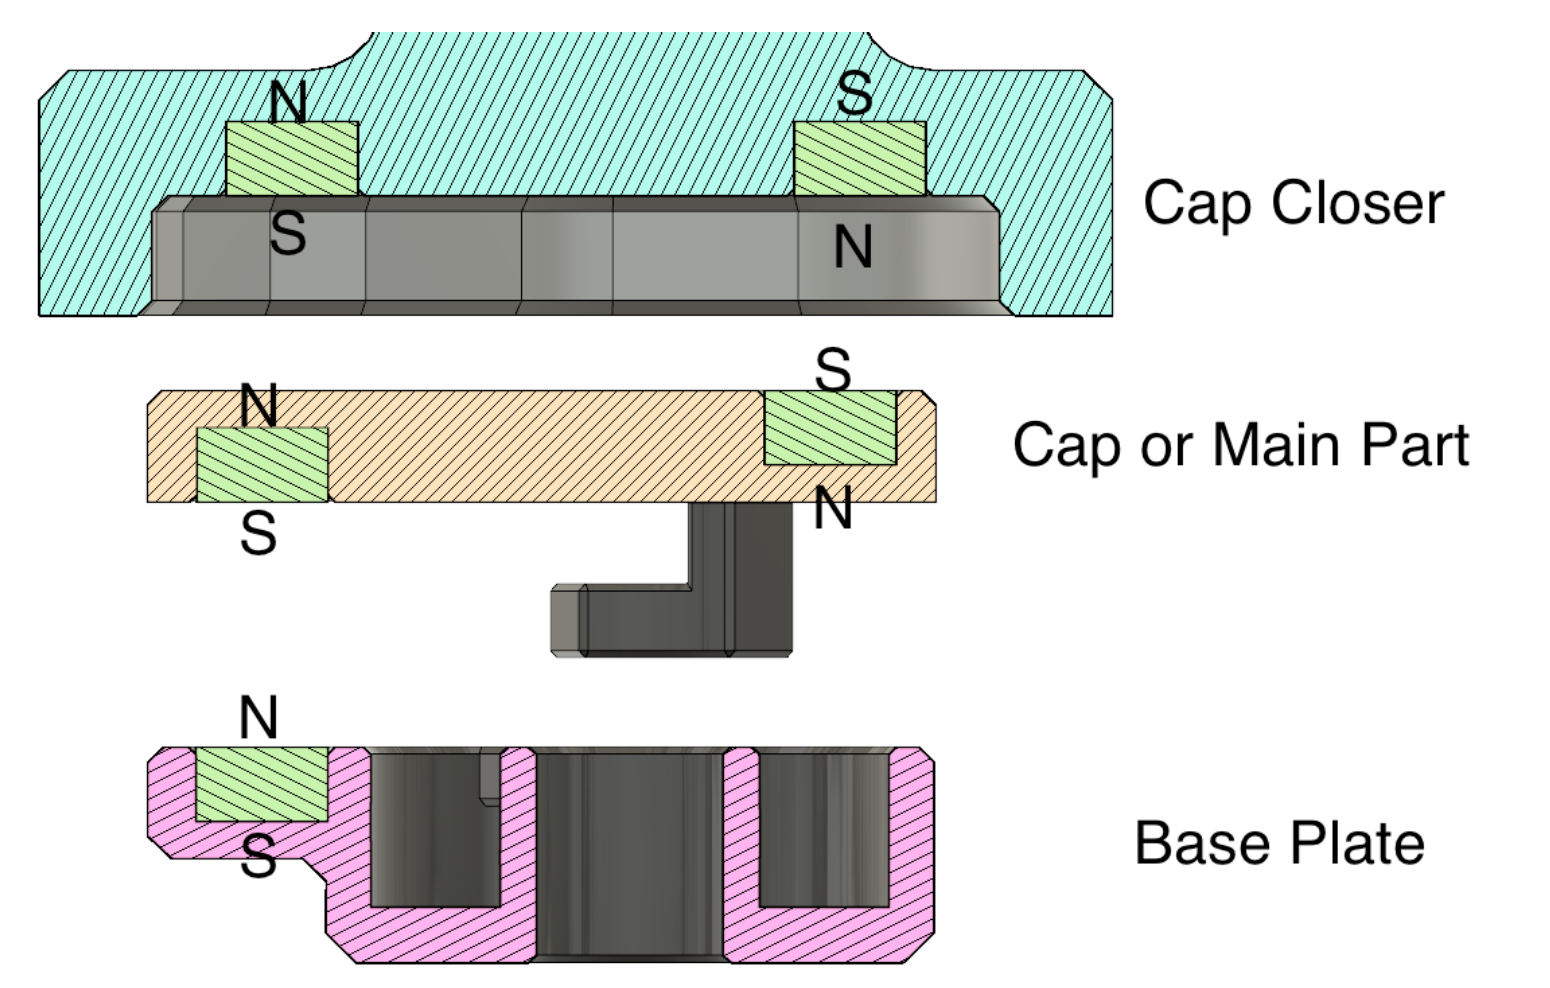 N S
S N
Cap Closer
N S
S N
Cap or Main Part
N
S
Base Plate